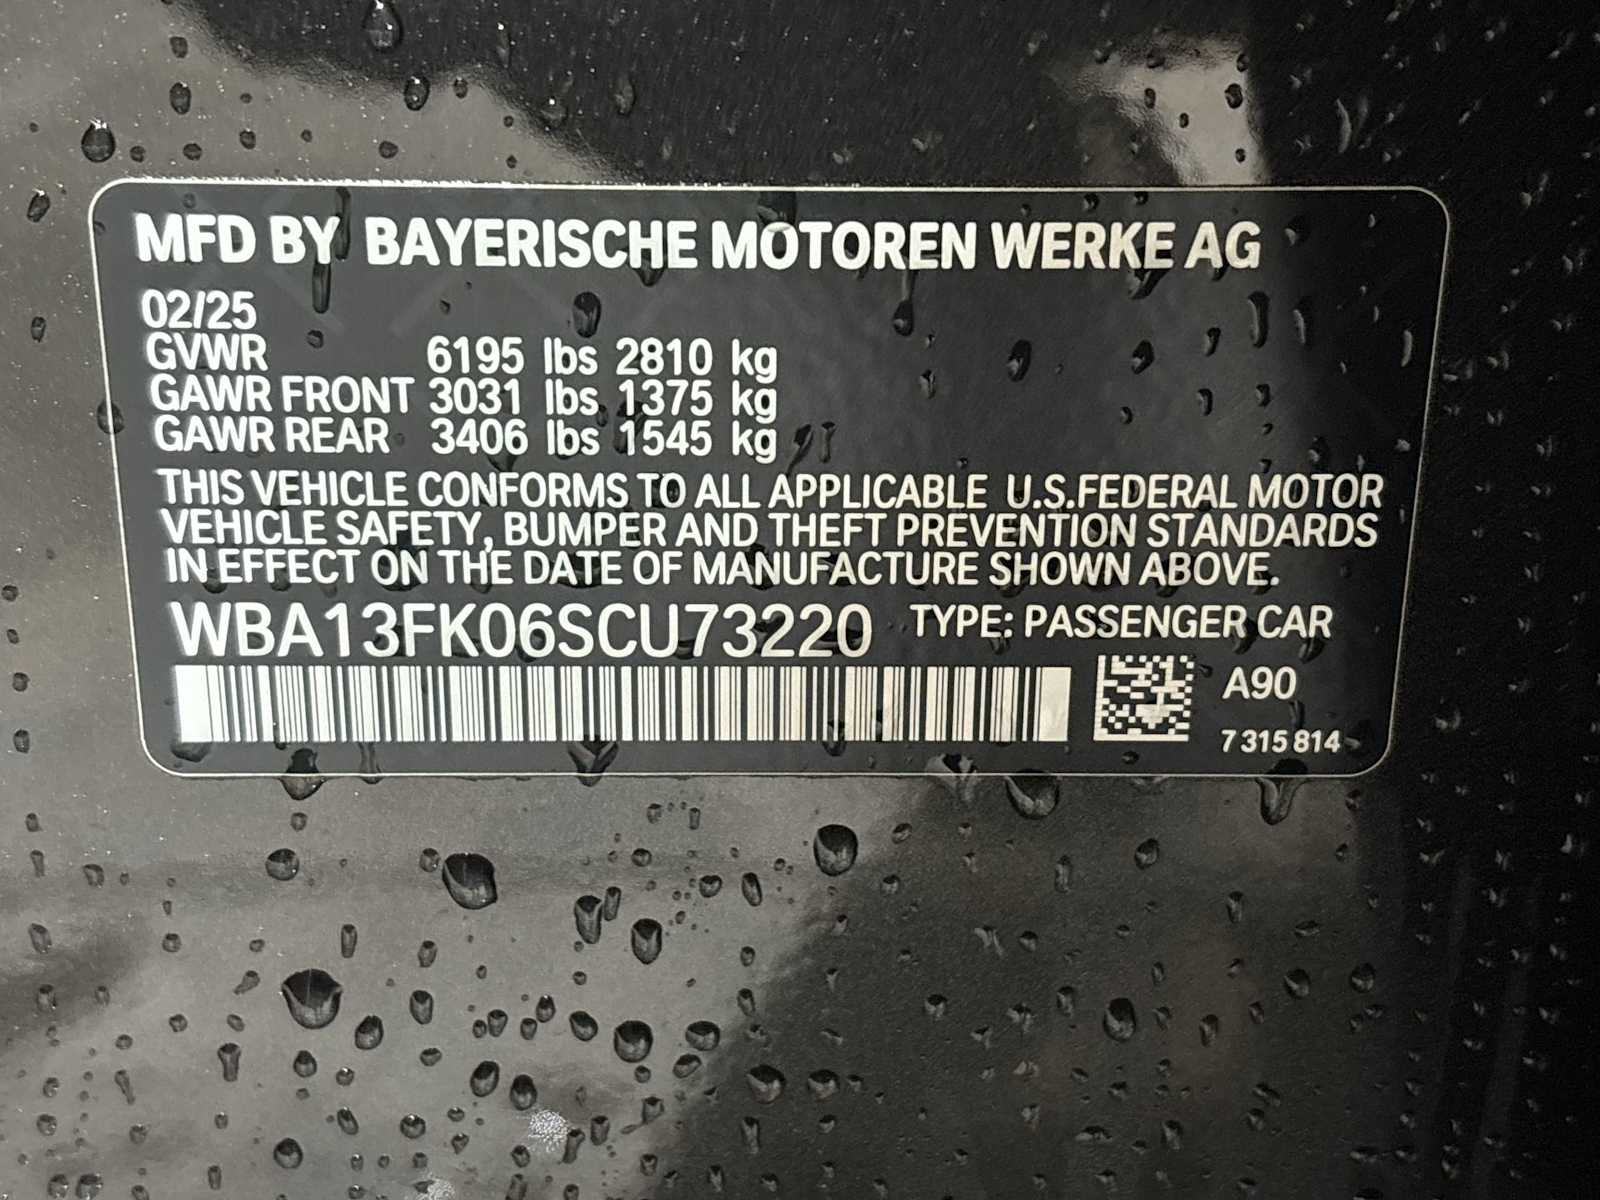 MFD BY BAYERISCHE MOTOREN WERKE AG
02/25
GVWR 6195 lbs 2810 kg
GAWR FRONT 3031 lbs 1375 kg
GAWR REAR 3406 lbs 1545 kg
THIS VEHICLE CONFORMS TO ALL APPLICABLE U.S.FEDERAL MOTOR
VEHICLE SAFETY, BUMPER AND THEFT PREVENTION STANDARDS
IN EFFECT ON THE DATE OF MANUFACTURE SHOWN ABOVE.
WBA13FK06SCU73220 TYPE: PASSENGER CAR
A90
7 315 814